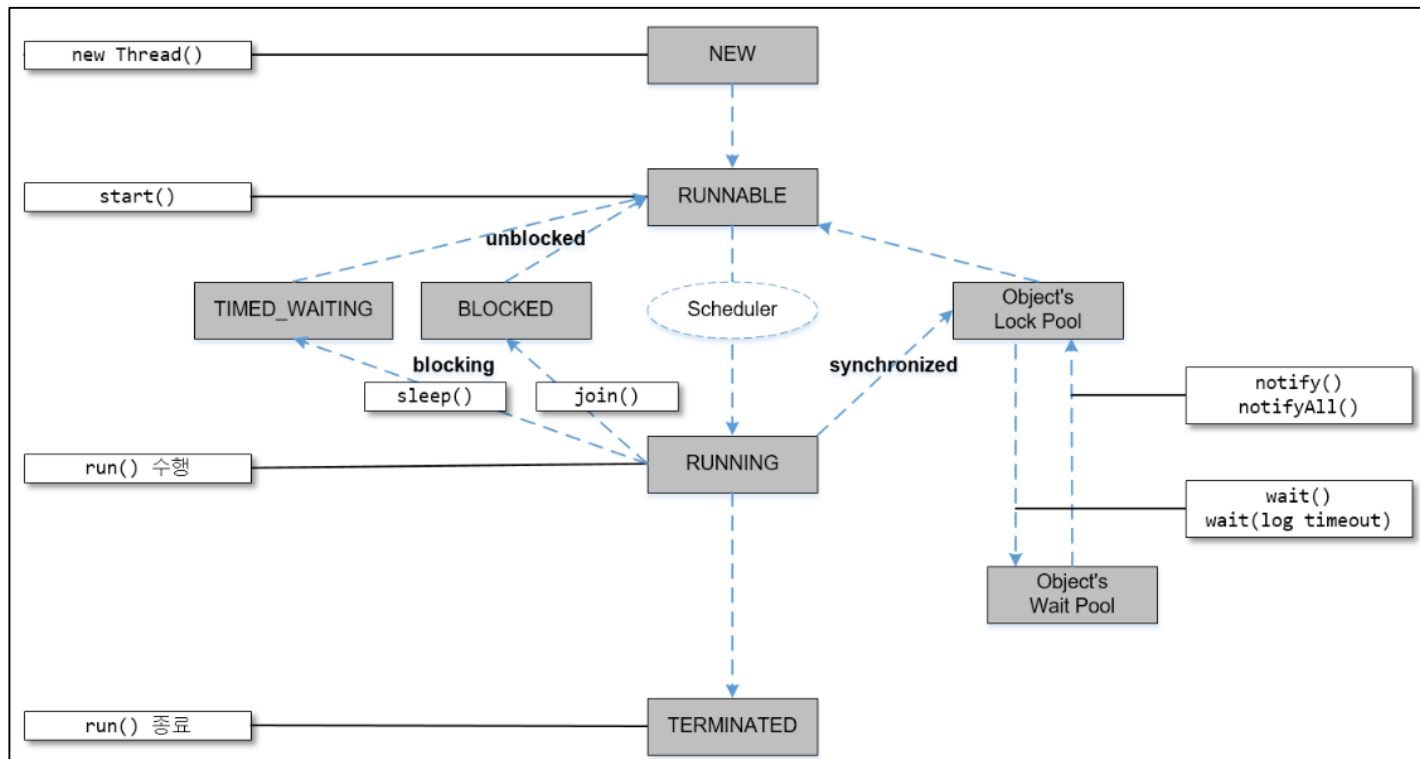 new Thread()
NEW
start()
RUNNABLE
unblocked
TIMED_WAITING
BLOCKED
Scheduler
Object's
Lock Pool
blocking
synchronized
sleep()
join()
notify()
notifyAll()
run() 수행
RUNNING
wait()
wait(log timeout)
Object's
Wait Pool
run() 종료
TERMINATED